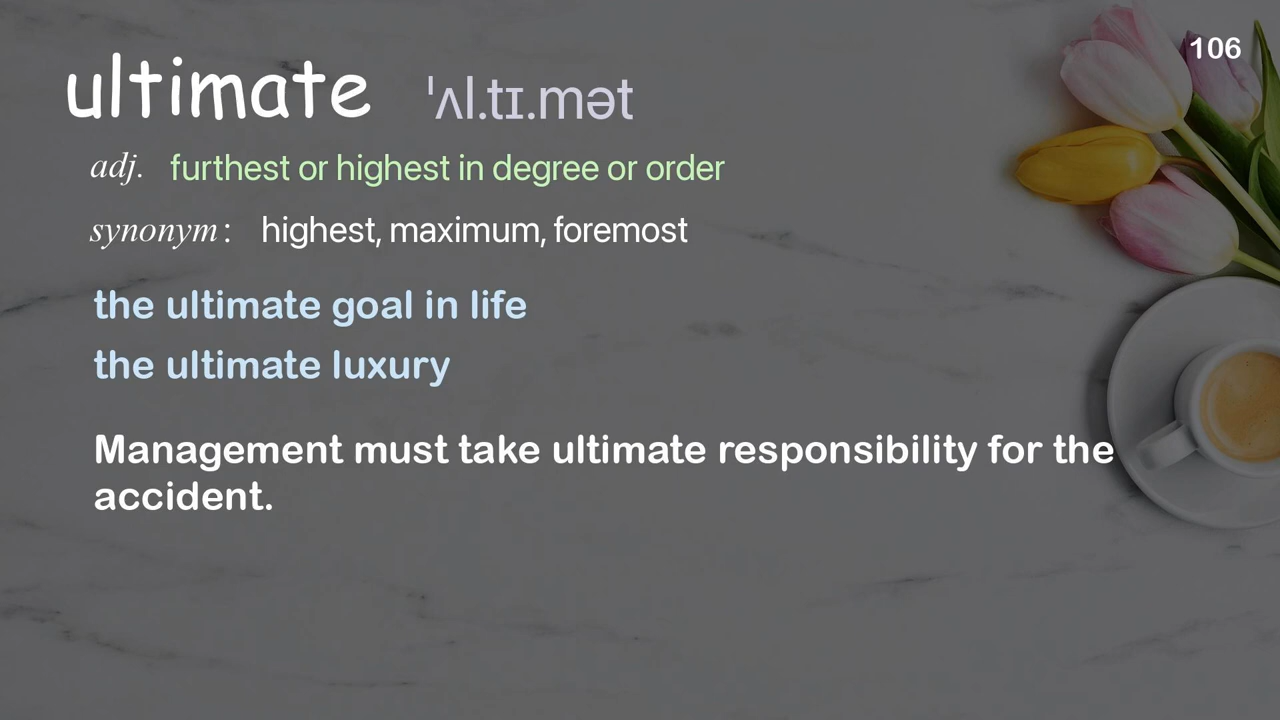 106
ultimate ˈʌl.tɪ.mət
adj. furthest or highest in degree or order
synonym: highest, maximum, foremost
the ultimate goal in life
the ultimate luxury
Management must take ultimate responsibility for the
accident.